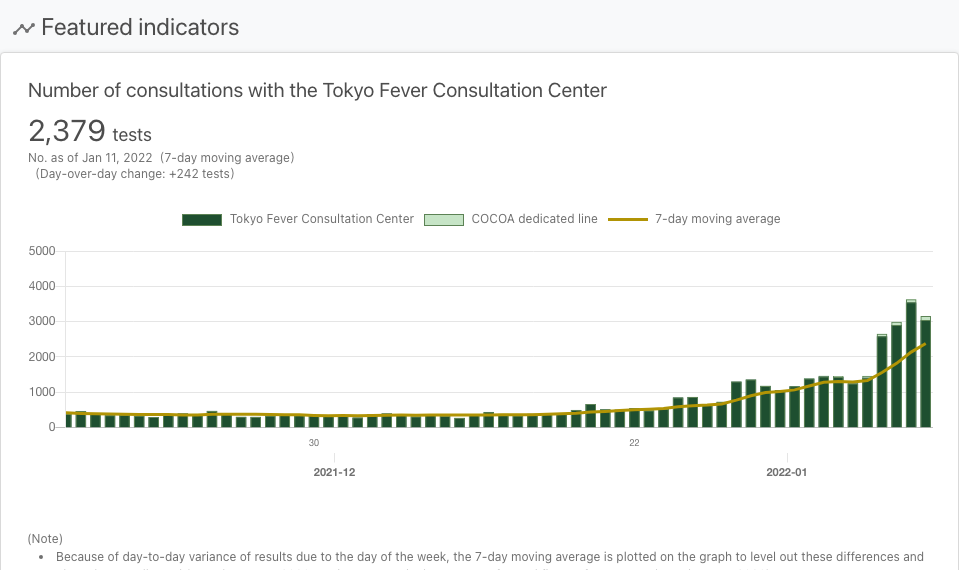 Featured indicators
Number of consultations with the Tokyo Fever Consultation Center
2,379 tests
No. as of Jan 11, 2022 (7-day moving average)
(Day-over-day change: +242 tests)
Tokyo Fever Consultation Center COCOA dedicated line 7-day moving average
5000
4000
3000
2000
1000
0
30 22
2021-12 2022-01
(Note)
• Because of day-to-day variance of results due to the day of the week, the 7-day moving average is plotted on the graph to level out these differences and